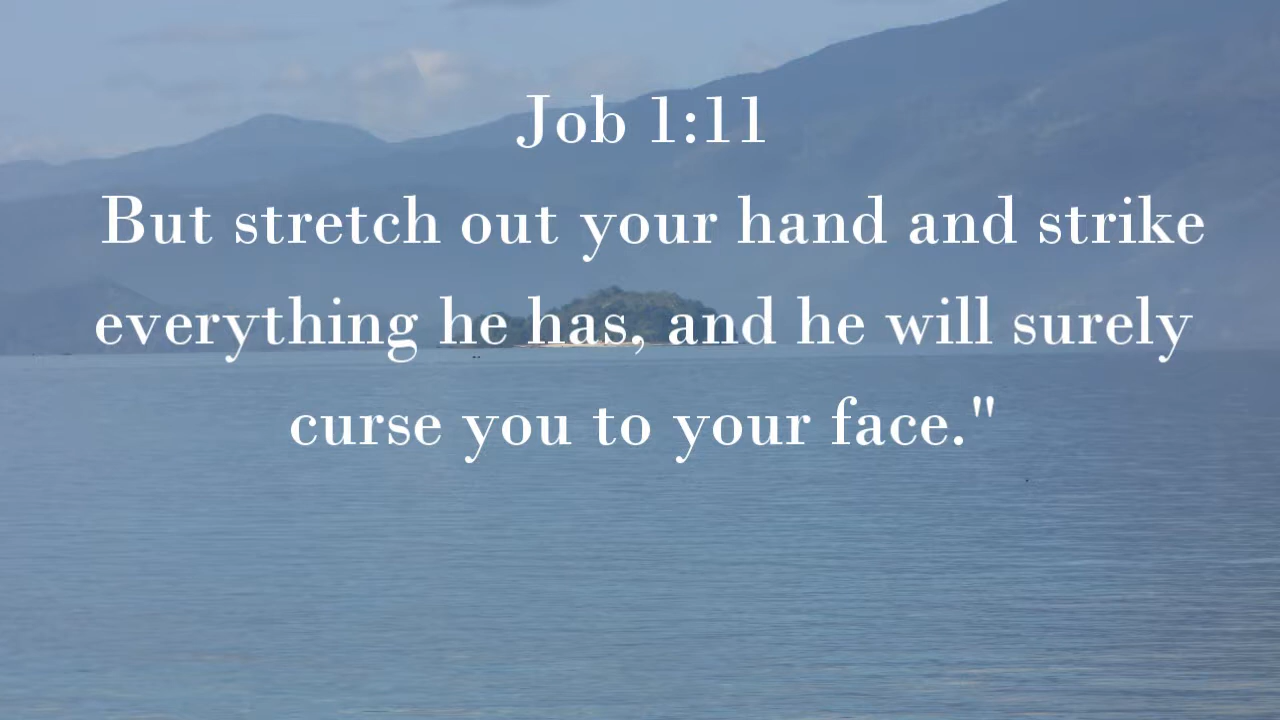 Job 1:11
But stretch out your hand and strike
everything he has, and he will surely
curse you to your face."